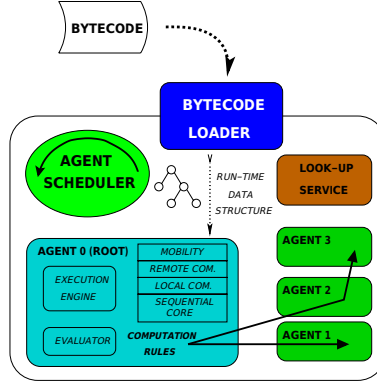 BYTECODE
BYTECODE
LOADER
AGENT
SCHEDULER
RUN-TIME
DATA
STRUCTURE
LOOK-UP
SERVICE
AGENT 0 (ROOT)
MOBILITY
REMOTE COM.
LOCAL COM.
SEQUENTIAL
CORE
EXECUTION
ENGINE
EVALUATOR
COMPUTATION
RULES
AGENT 3
AGENT 2
AGENT 1